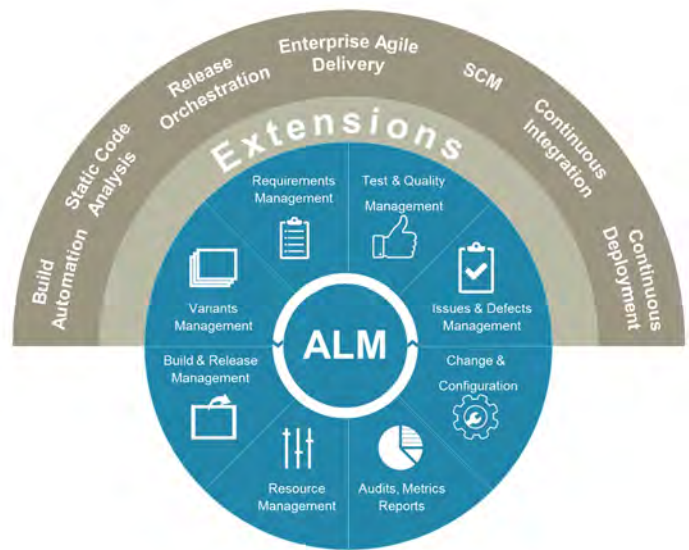 Build
Automation
Static Code
Analysis
Release
Orchestration
Enterprise Agile
Delivery
SCM
Continuous
Integration
Continuous
Deployment
Extensions
Requirements
Management
Test & Quality
Management
Variants
Management
Issues & Defects
Management
ALM
Build & Release
Management
Change &
Configuration
Resource
Management
Audits, Metrics
Reports